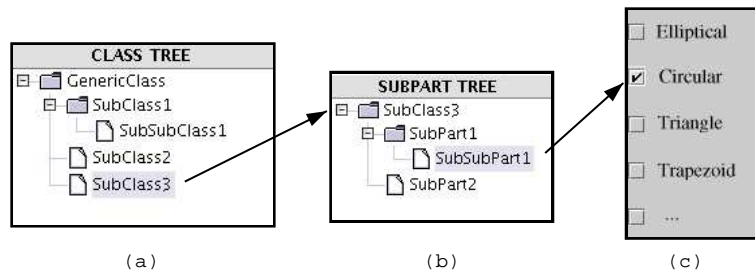 CLASS TREE
GenericClass
SubClass1
SubSubClass1
SubClass2
SubClass3
(a)
SUBPART TREE
SubClass3
SubPart1
SubSubPart1
SubPart2
(b)
Elliptical
Circular
Triangle
Trapezoid
...
(c)